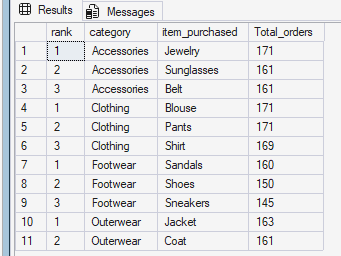 Results Messages
rank category item_purchased Total_orders
1 1 Accessories Jewelry 171
2 2 Accessories Sunglasses 161
3 3 Accessories Belt 161
4 1 Clothing Blouse 171
5 2 Clothing Pants 171
6 3 Clothing Shirt 169
7 1 Footwear Sandals 160
8 2 Footwear Shoes 150
9 3 Footwear Sneakers 145
10 1 Outerwear Jacket 163
11 2 Outerwear Coat 161